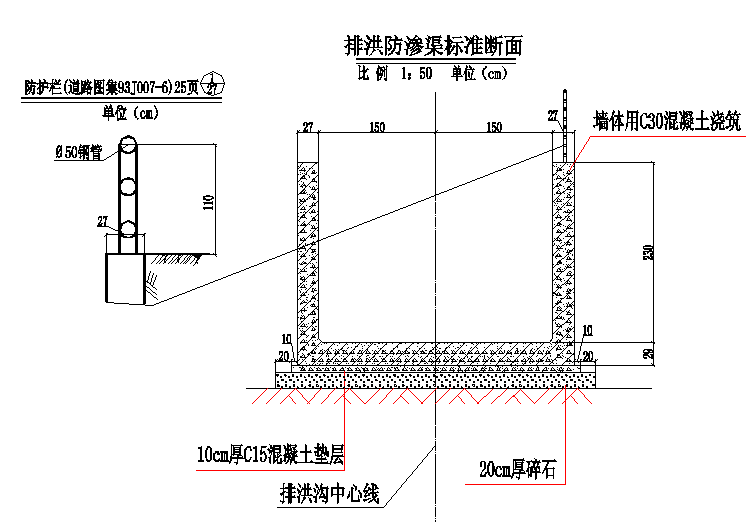 排洪防渗渠标准断面
比 例 1：50 单位（cm）
防护栏(道路图集93J007-6)25页
27
单位（cm）
27
150
150
27
墙体用C30混凝土浇筑
Ø50钢管
110
27
230
10
10
20
20
29
10cm厚C15混凝土垫层
20cm厚碎石
排洪沟中心线